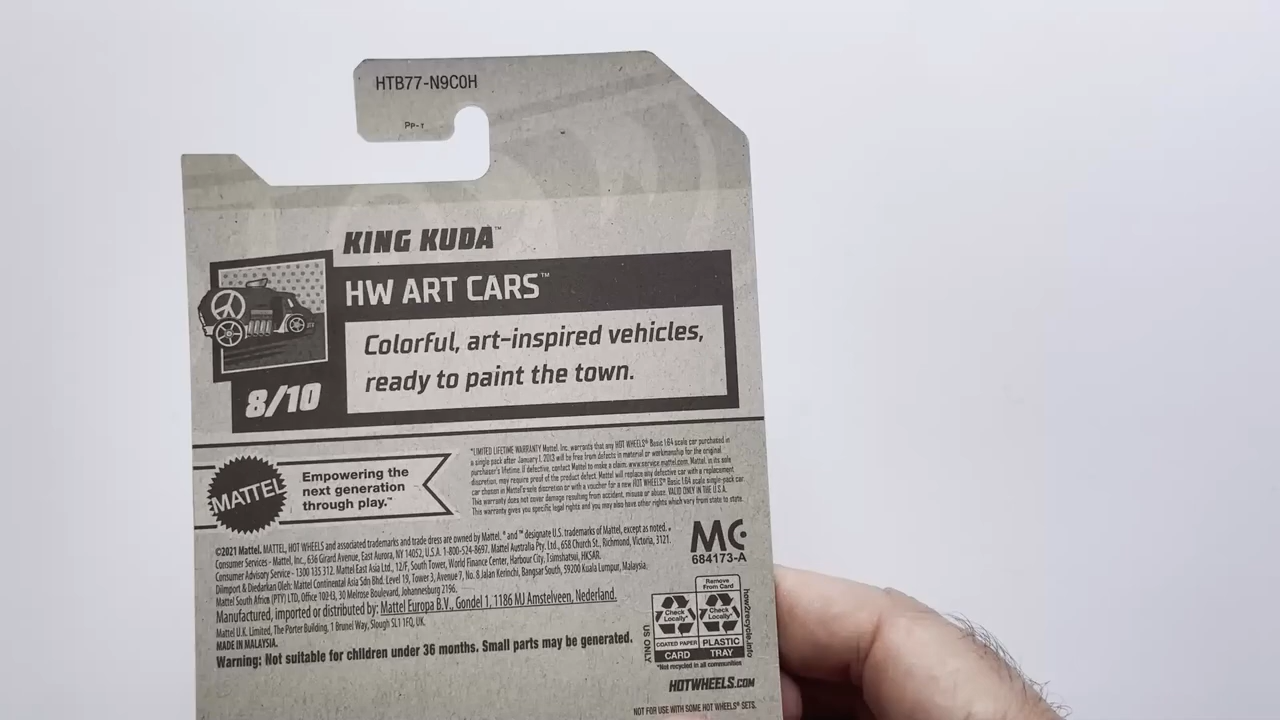 HTB77-N9C0H
Pp-1
KING KUDA™
HW ART CARS™
Colorful, art-inspired vehicles,
ready to paint the town.
8/10
MATTEL
Empowering the
next generation
through play.™
*LIMITED LIFETIME WARRANTY Mattel, Inc. warrants that any HOT WHEELS® Basic 1:64 scale car purchased in
a single pack after January 1, 2013 will be free from defects in material or workmanship for the original
purchaser's lifetime. If defective, contact Mattel to make a claim. www.service.mattel.com. Mattel, in its sole
discretion, may require proof of the product defect. Mattel will replace any defective car with a replacement
car chosen in Mattel's sole discretion or with a voucher for a new HOT WHEELS® Basic 1:64 scale single-pack car.
This warranty does not cover damage resulting from accident, misuse or abuse. VALID ONLY IN THE U.S.A.
This warranty gives you specific legal rights and you may also have other rights which vary from state to state.
©2021 Mattel. MATTEL, HOT WHEELS and associated trademarks and trade dress are owned by Mattel. ® and ™ designate U.S. trademarks of Mattel, except as noted.
Consumer Services - Mattel, Inc., 636 Girard Avenue, East Aurora, NY 14052, U.S.A. 1-800-524-8697. Mattel Australia Pty. Ltd., 658 Church St., Richmond, Victoria, 3121.
Consumer Advisory Service - 1300 135 312. Mattel East Asia Ltd., 12/F, South Tower, World Finance Center, Harbour City, Tsimshatsui, HKSAR.
Diimport & Diedarkan Oleh: Mattel Continental Asia Sdn Bhd. Level 19, Tower 3, Avenue 7, No. 8 Jalan Kerinchi, Bangsar South, 59200 Kuala Lumpur, Malaysia.
Mattel South Africa (PTY) LTD, Office 102H3, 30 Melrose Boulevard, Johannesburg 2196.
Manufactured, imported or distributed by: Mattel Europa B.V., Gondel 1, 1186 MJ Amstelveen, Nederland.
Mattel U.K. Limited, The Porter Building, 1 Brunel Way, Slough SL1 1FQ, UK.
MADE IN MALAYSIA.
Warning: Not suitable for children under 36 months. Small parts may be generated.
MC
684173-A
Remove
From Card
Check
Locally*
Check
Locally*
COATED PAPER
PLASTIC
CARD
TRAY
*Not recycled in all communities
US ONLY
how2recycle.info
HOTWHEELS.COM
NOT FOR USE WITH SOME HOT WHEELS® SETS.